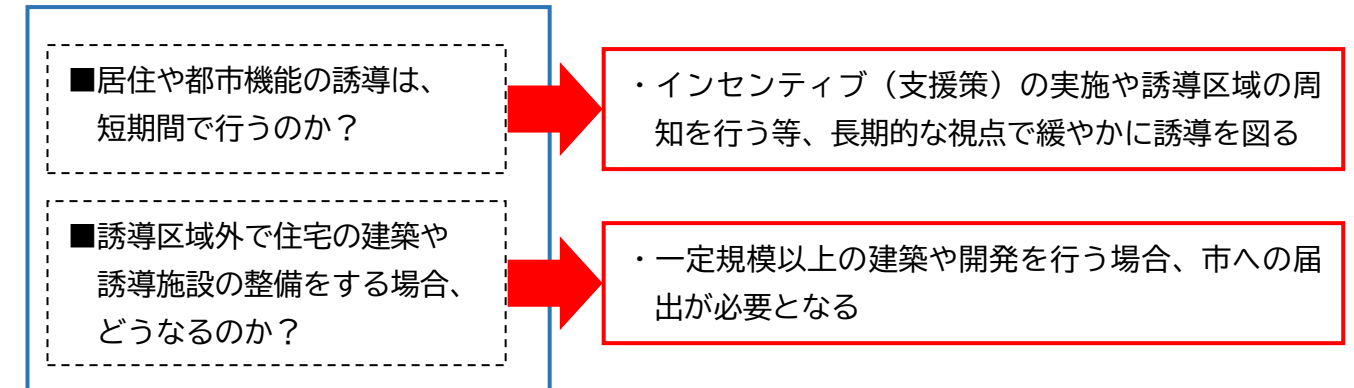 ■居住や都市機能の誘導は、
短期間で行うのか？
・インセンティブ（支援策）の実施や誘導区域の周
知を行う等、長期的な視点で緩やかに誘導を図る
■誘導区域外で住宅の建築や
誘導施設の整備をする場合、
どうなるのか？
・一定規模以上の建築や開発を行う場合、市への届
出が必要となる